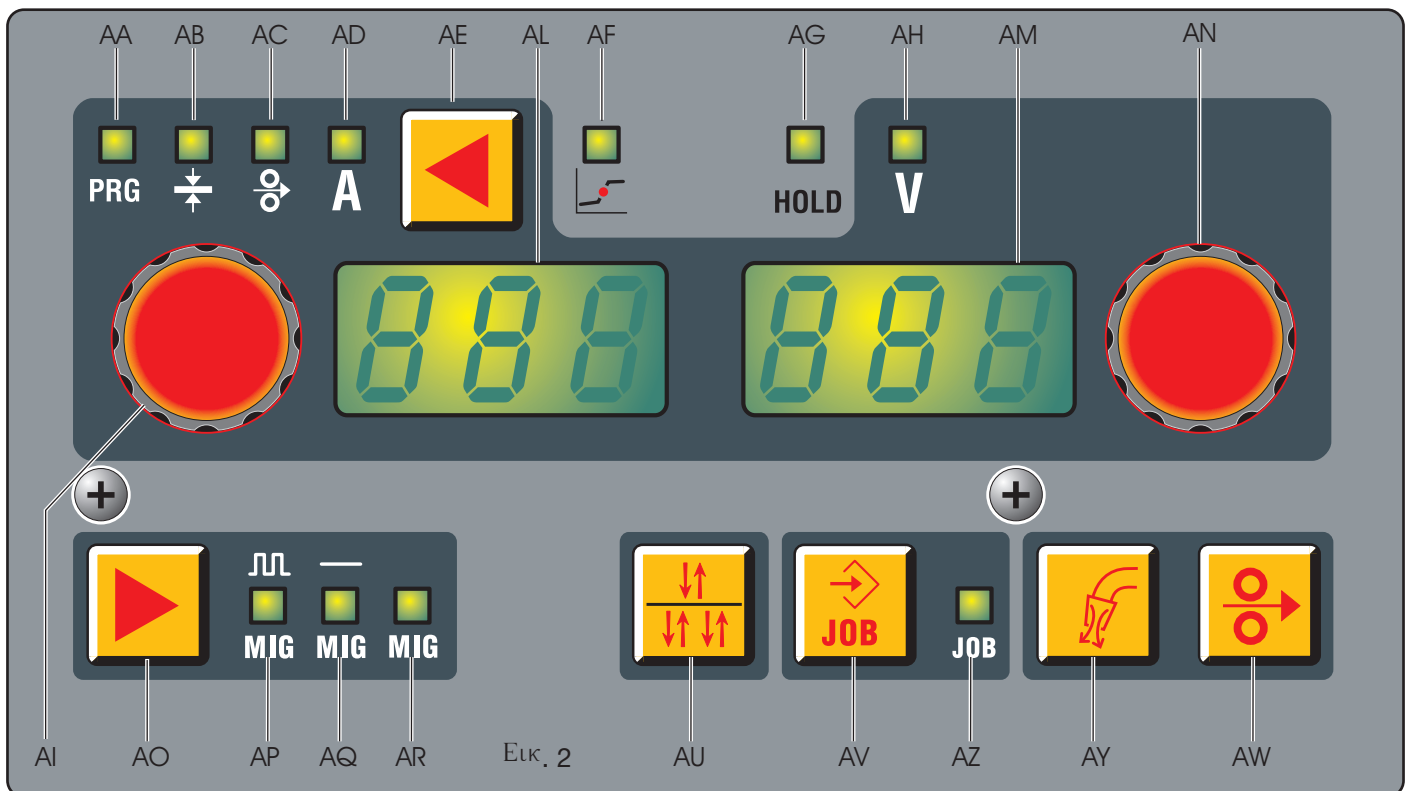 AA AB AC AD AE AL AF AG AH AM AN
PRG A HOLD V
MIG MIG MIG JOB JOB
AI AO AP AQ AR Εικ. 2 AU AV AZ AY AW